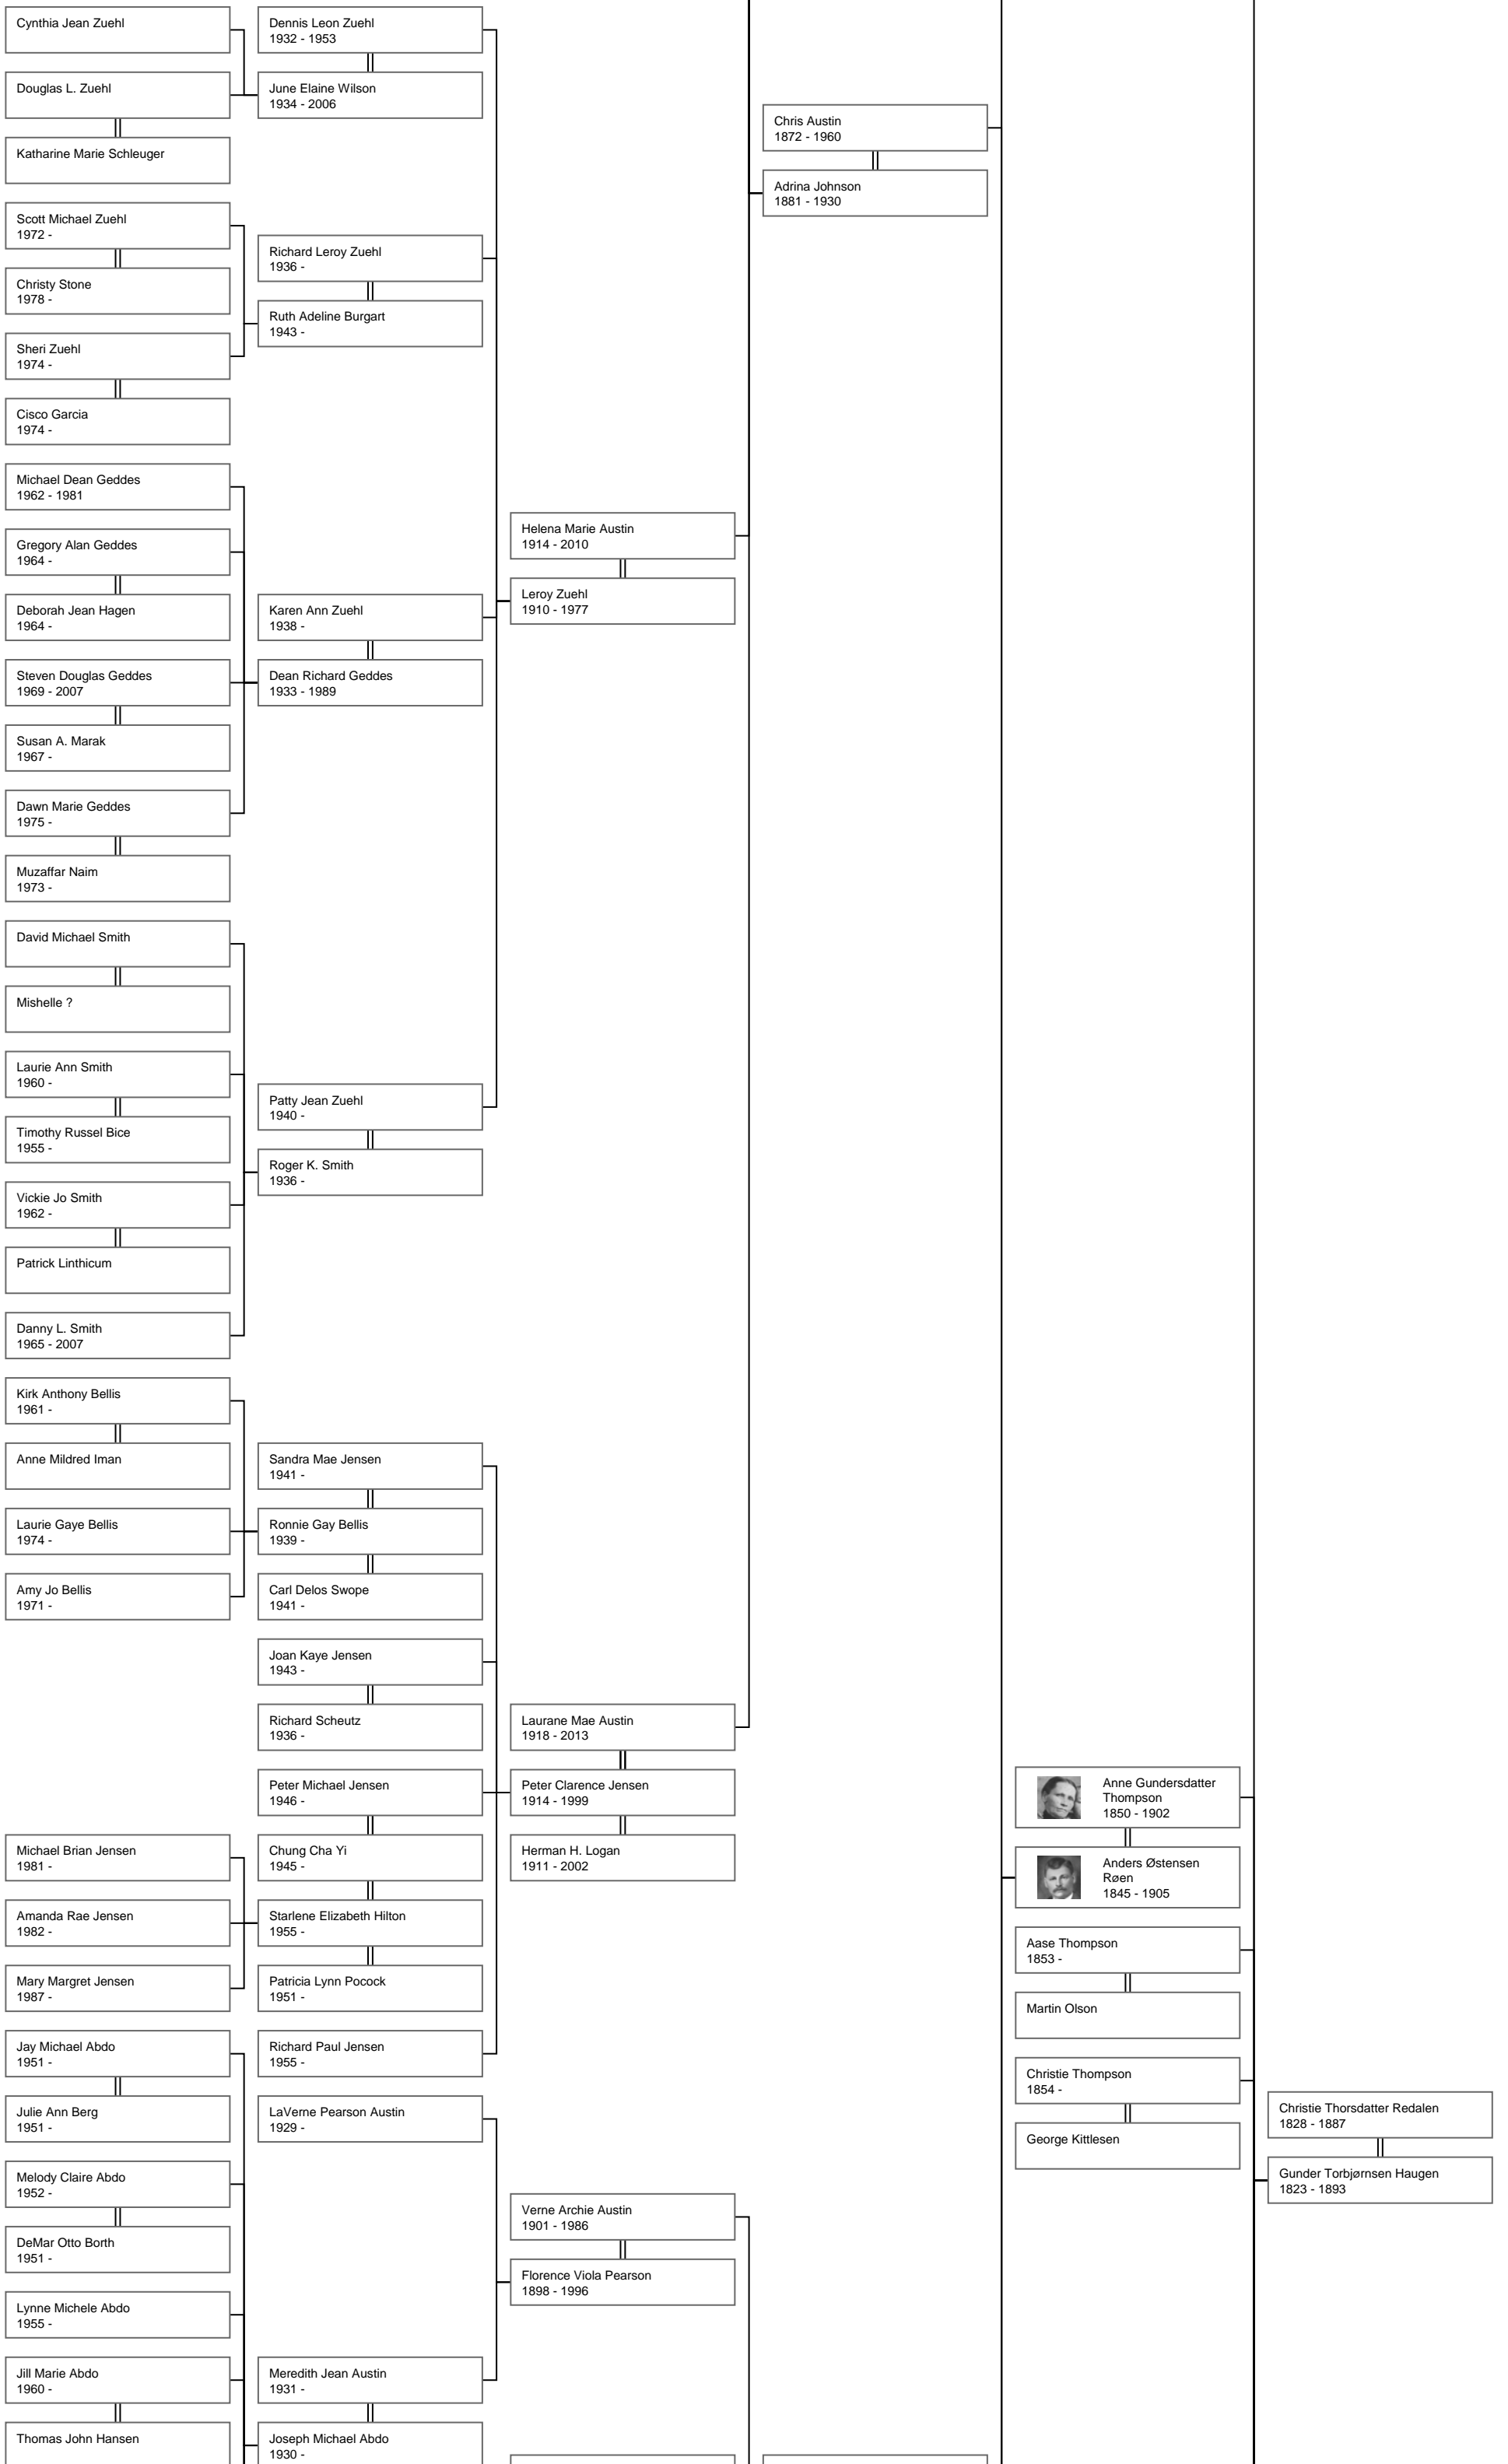 Cynthia Jean Zuehl
Douglas L. Zuehl
Katharine Marie Schleuger
Scott Michael Zuehl
1972 -
Christy Stone
1978 -
Sheri Zuehl
1974 -
Cisco Garcia
1974 -
Michael Dean Geddes
1962 - 1981
Gregory Alan Geddes
1964 -
Deborah Jean Hagen
1964 -
Steven Douglas Geddes
1969 - 2007
Susan A. Marak
1967 -
Dawn Marie Geddes
1975 -
Muzaffar Naim
1973 -
David Michael Smith
Mishelle ?
Laurie Ann Smith
1960 -
Timothy Russel Bice
1955 -
Vickie Jo Smith
1962 -
Patrick Linthicum
Danny L. Smith
1965 - 2007
Kirk Anthony Bellis
1961 -
Anne Mildred Iman
Laurie Gaye Bellis
1974 -
Amy Jo Bellis
1971 -
Michael Brian Jensen
1981 -
Amanda Rae Jensen
1982 -
Mary Margret Jensen
1987 -
Jay Michael Abdo
1951 -
Julie Ann Berg
1951 -
Melody Claire Abdo
1952 -
DeMar Otto Borth
1951 -
Lynne Michele Abdo
1955 -
Jill Marie Abdo
1960 -
Thomas John Hansen
Dennis Leon Zuehl
1932 - 1953
June Elaine Wilson
1934 - 2006
Richard Leroy Zuehl
1936 -
Ruth Adeline Burgart
1943 -
Karen Ann Zuehl
1938 -
Dean Richard Geddes
1933 - 1989
Patty Jean Zuehl
1940 -
Roger K. Smith
1936 -
Sandra Mae Jensen
1941 -
Ronnie Gay Bellis
1939 -
Carl Delos Swope
1941 -
Joan Kaye Jensen
1943 -
Richard Scheutz
1936 -
Peter Michael Jensen
1946 -
Chung Cha Yi
1945 -
Starlene Elizabeth Hilton
1955 -
Patricia Lynn Pocock
1951 -
Richard Paul Jensen
1955 -
LaVerne Pearson Austin
1929 -
Meredith Jean Austin
1931 -
Joseph Michael Abdo
1930 -
Helena Marie Austin
1914 - 2010
Leroy Zuehl
1910 - 1977
Laurane Mae Austin
1918 - 2013
Peter Clarence Jensen
1914 - 1999
Herman H. Logan
1911 - 2002
Verne Archie Austin
1901 - 1986
Florence Viola Pearson
1898 - 1996
Chris Austin
1872 - 1960
Adrina Johnson
1881 - 1930
Anne Gundersdatter
Thompson
1850 - 1902
Anders Østensen
Røen
1845 - 1905
Aase Thompson
1853 -
Martin Olson
Christie Thompson
1854 -
George Kittlesen
Christie Thorsdatter Redalen
1828 - 1887
Gunder Torbjørnsen Haugen
1823 - 1893